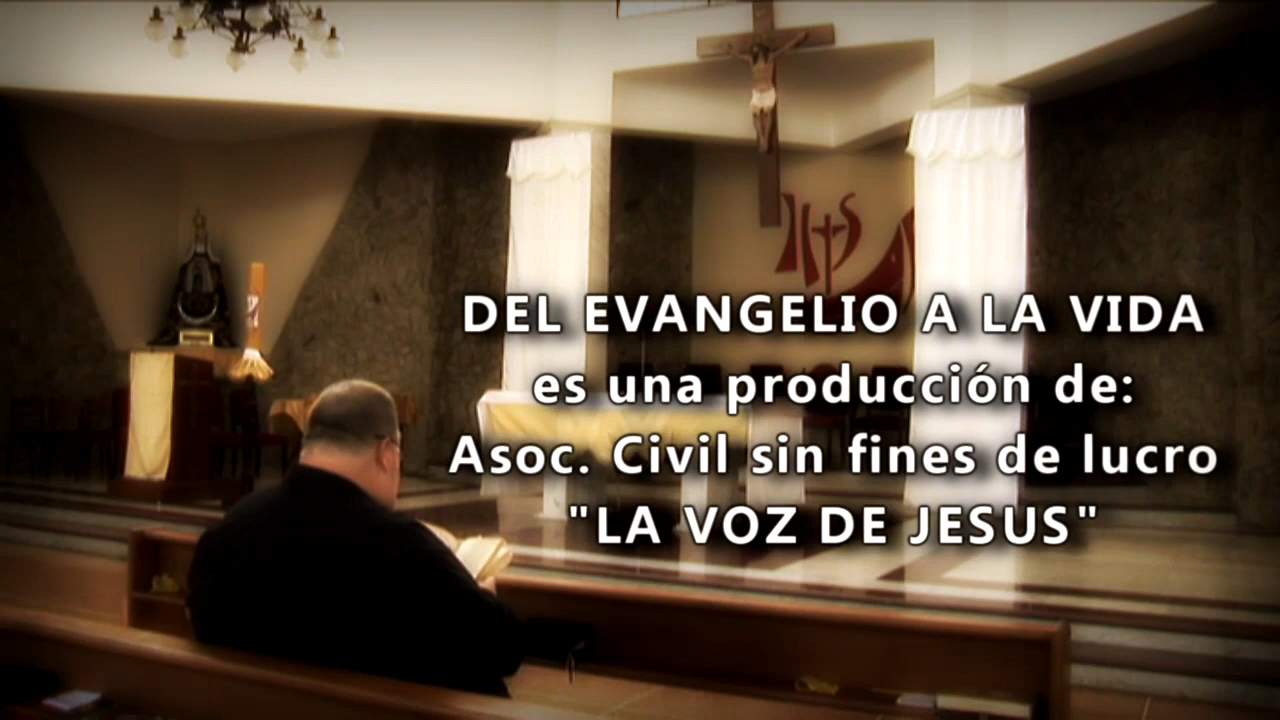 DEL EVANGELIO A LA VIDA
es una producción de:
Asoc. Civil sin fines de lucro
"LA VOZ DE JESUS"